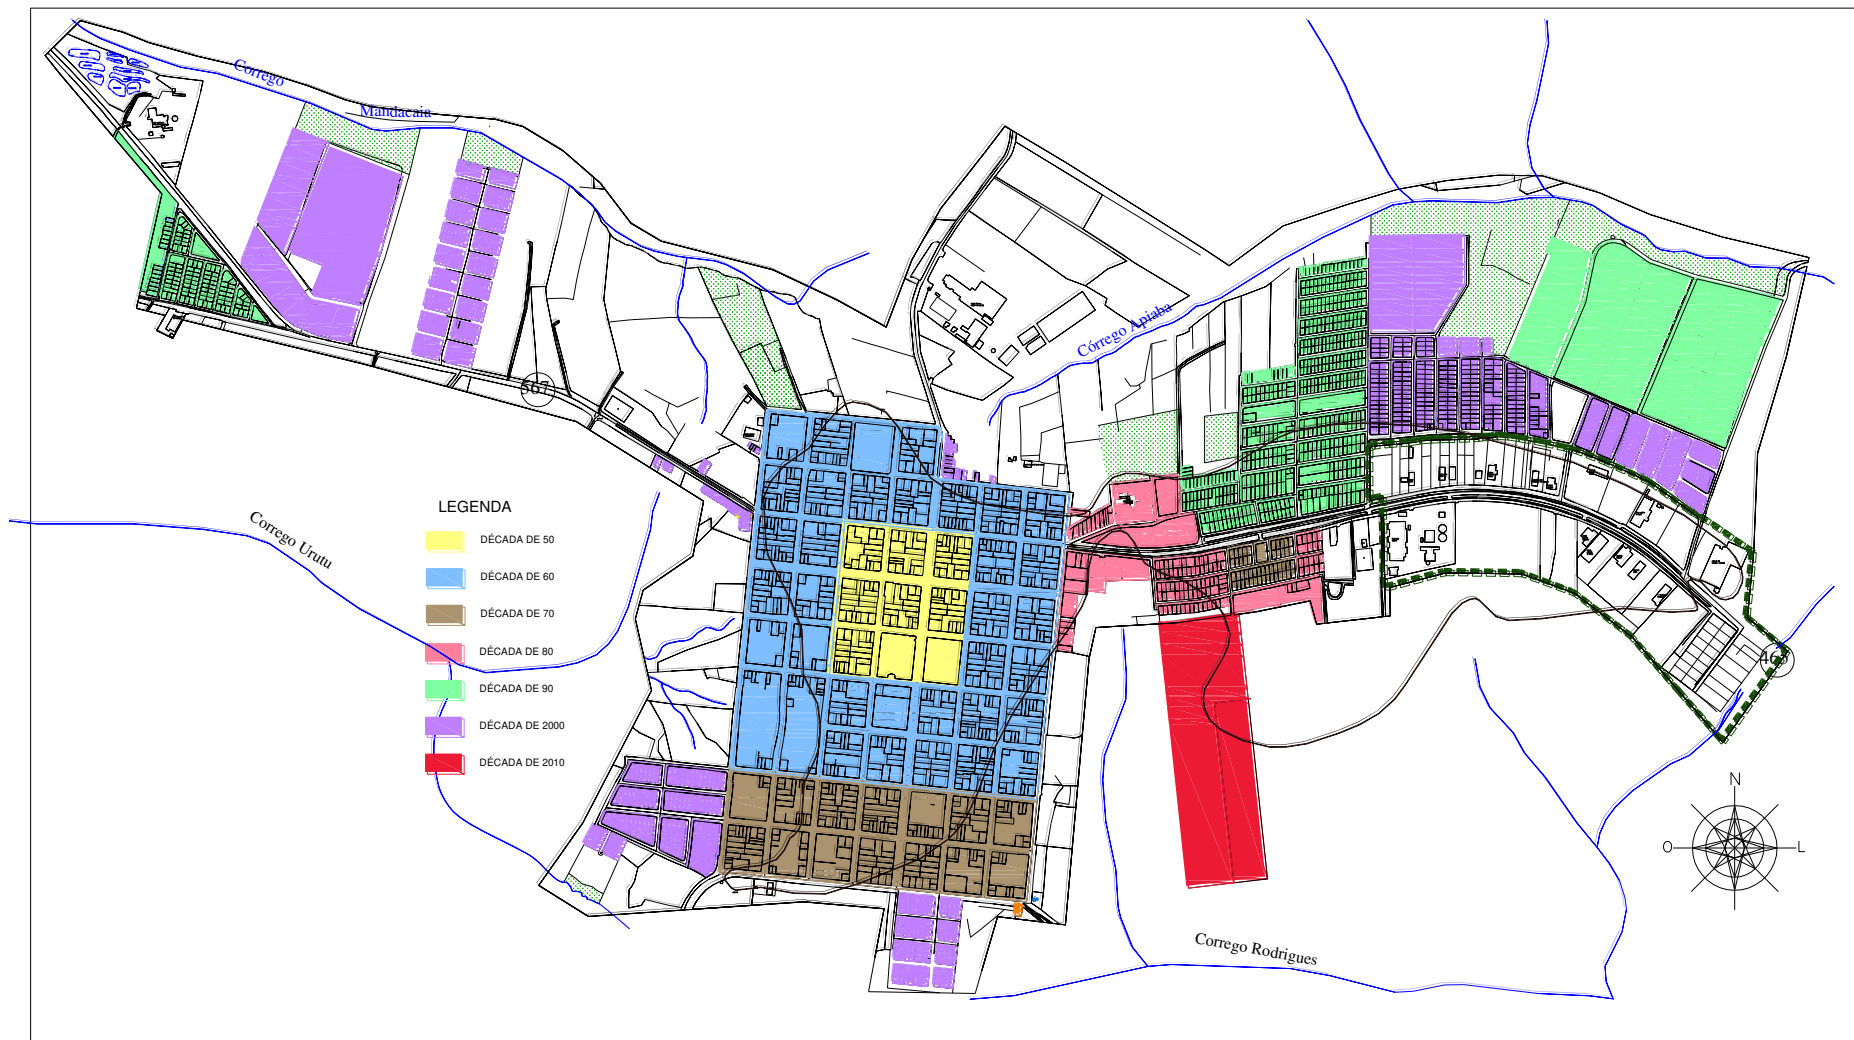 Corrego
Mandacaia
Córrego Apiaba
567
LEGENDA
DÉCADA DE 50
DÉCADA DE 60
DÉCADA DE 70
DÉCADA DE 80
DÉCADA DE 90
DÉCADA DE 2000
DÉCADA DE 2010
Corrego Urutu
Corrego Rodrigues
N
O
L